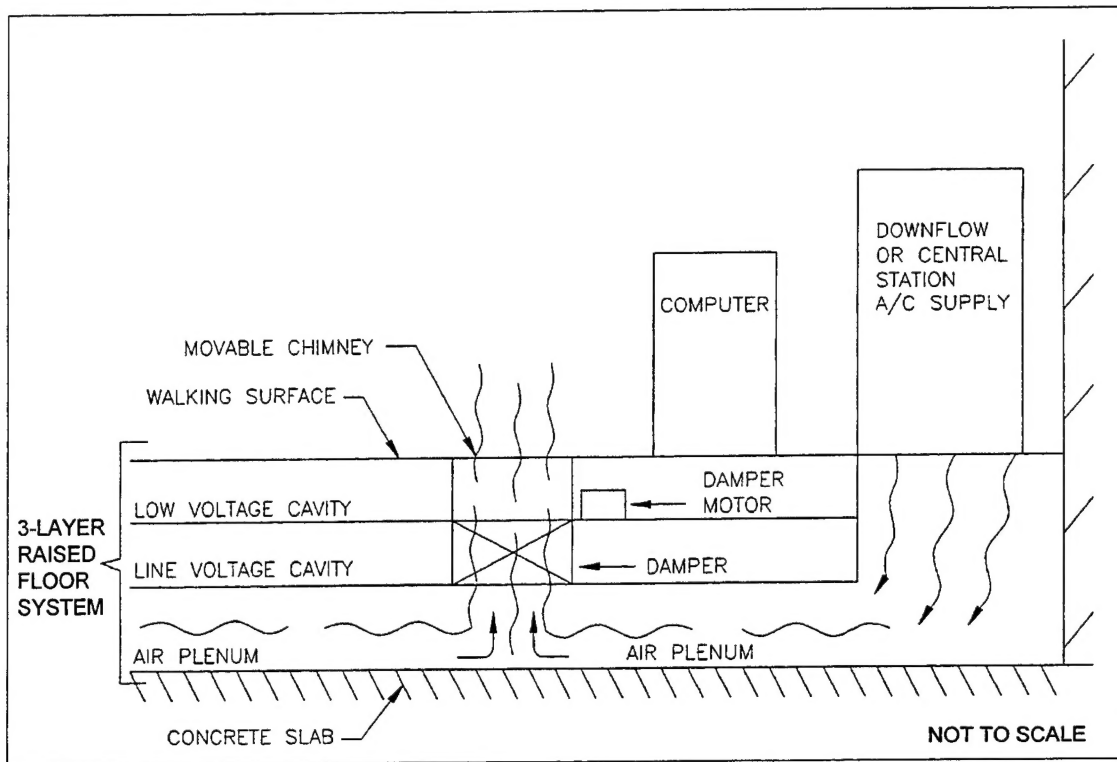 DOWNFLOW
OR CENTRAL
STATION
A/C SUPPLY
COMPUTER
MOVABLE CHIMNEY
WALKING SURFACE
DAMPER
MOTOR
LOW VOLTAGE CAVITY
3-LAYER
RAISED
FLOOR
SYSTEM
LINE VOLTAGE CAVITY
DAMPER
AIR PLENUM
AIR PLENUM
CONCRETE SLAB
NOT TO SCALE